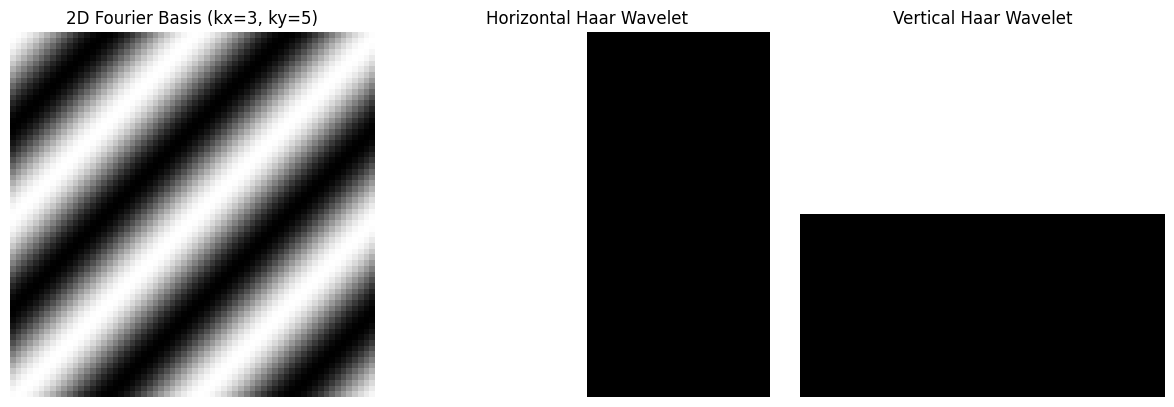 2D Fourier Basis (kx=3, ky=5)
Horizontal Haar Wavelet
Vertical Haar Wavelet